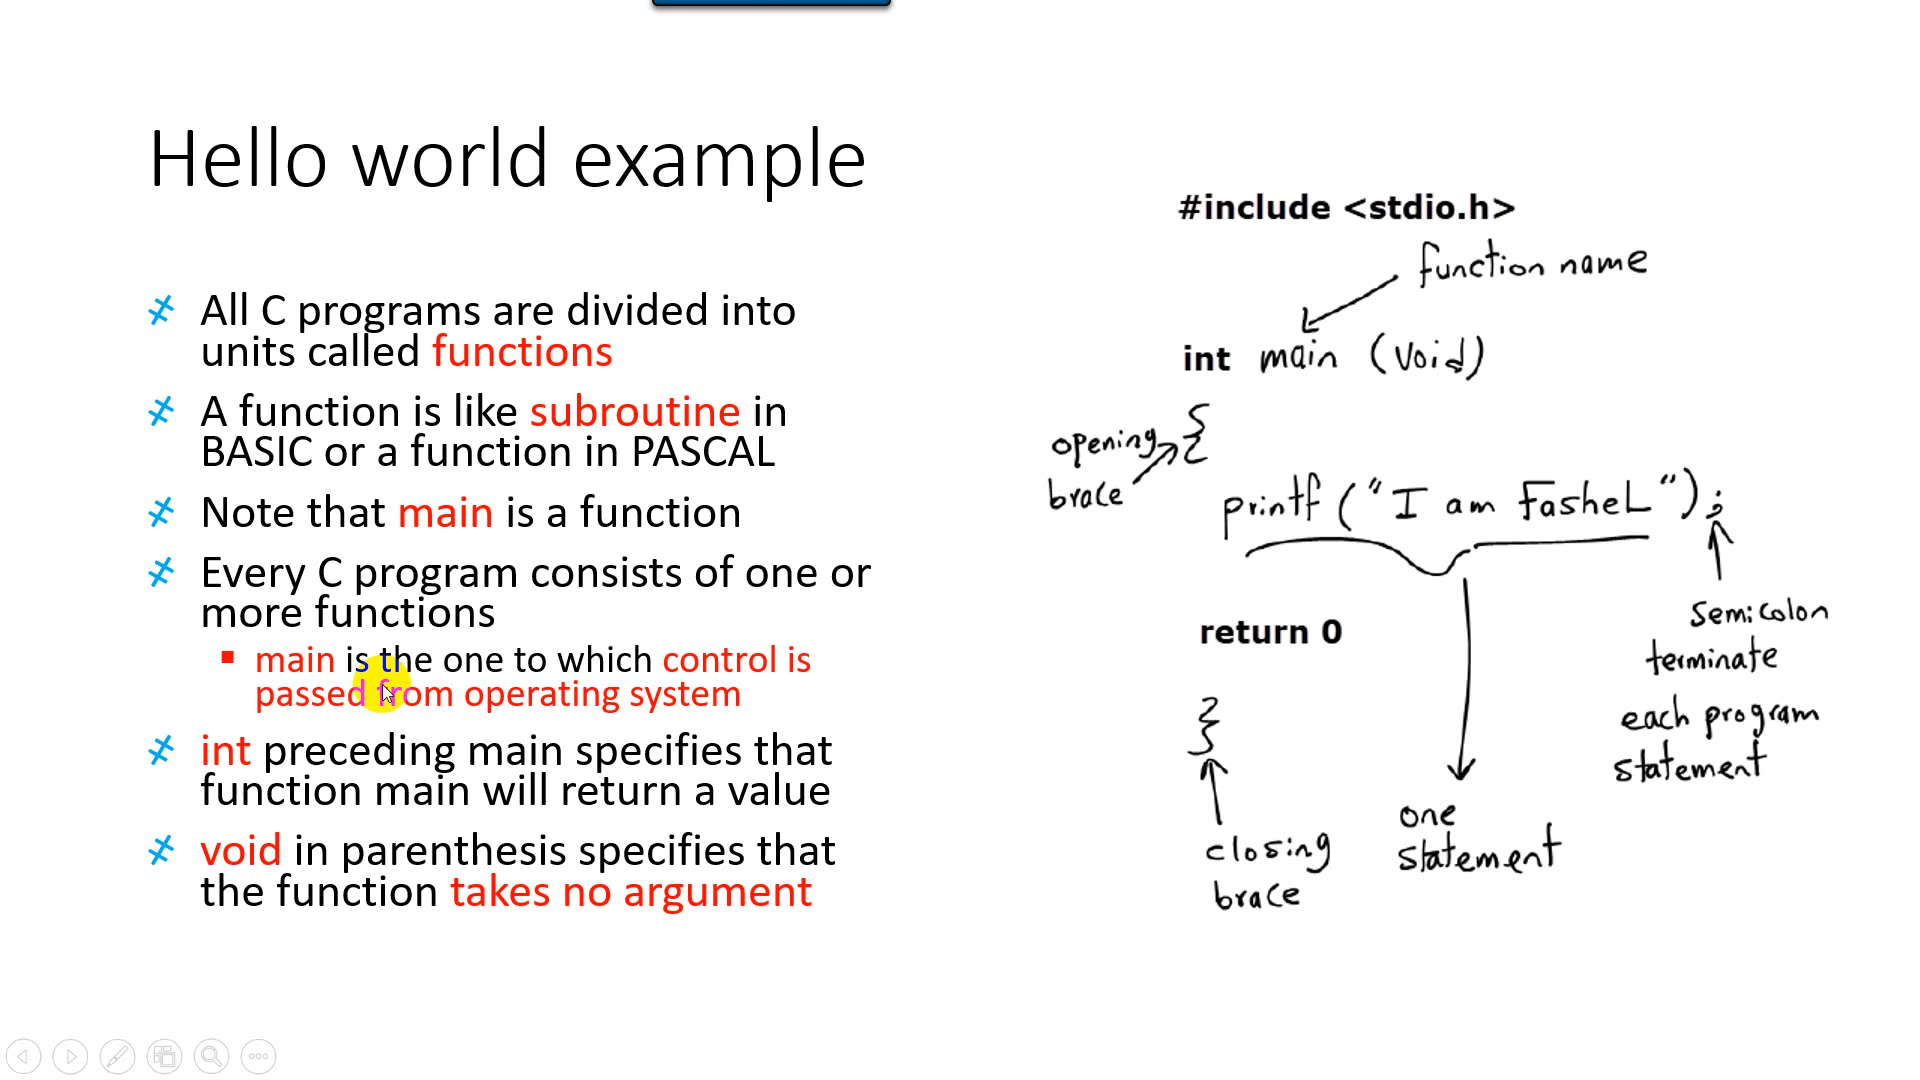 Hello world example
All C programs are divided into
units called functions
A function is like subroutine in
BASIC or a function in PASCAL
Note that main is a function
Every C program consists of one or
more functions
main is the one to which control is
passed from operating system
int preceding main specifies that
function main will return a value
void in parenthesis specifies that
the function takes no argument
#include <stdio.h>
function name
int main (void)
{
opening
brace
printf ("I am FasheL");
return 0
semicolon
terminate
each program
statement
}
one
statement
closing
brace